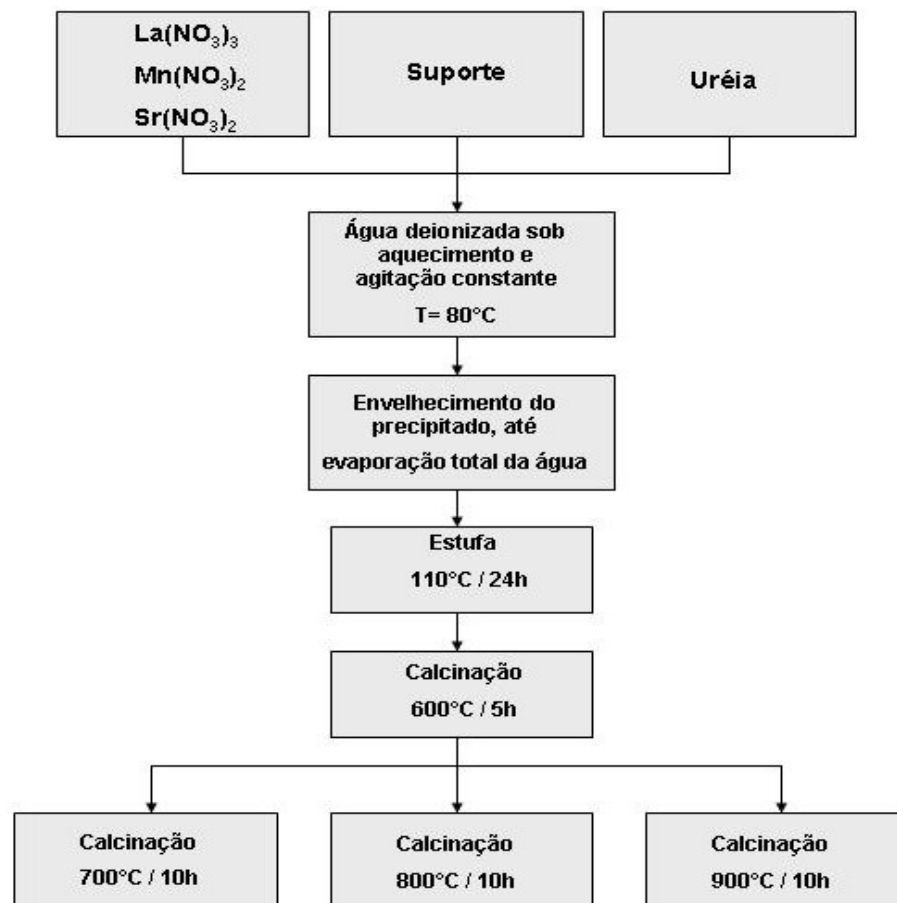 La(NO₃)₃
Mn(NO₃)₂
Sr(NO₃)₂
Suporte
Uréia
Água deionizada sob
aquecimento e
agitação constante
T= 80°C
Envelhecimento do
precipitado, até
evaporação total da água
Estufa
110°C / 24h
Calcinação
600°C / 5h
Calcinação
700°C / 10h
Calcinação
800°C / 10h
Calcinação
900°C / 10h